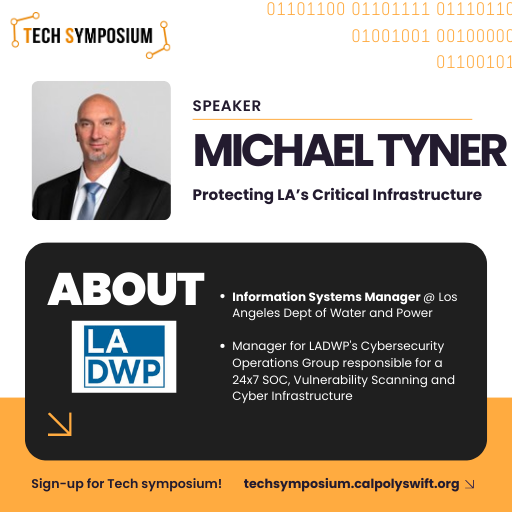 TECH SYMPOSIUM
01101100 01101111 01110110
01001001 00100000
01100101
SPEAKER
MICHAEL TYNER
Protecting LA’s Critical Infrastructure
ABOUT
LA
DWP
• Information Systems Manager @ Los
Angeles Dept of Water and Power
• Manager for LADWP's Cybersecurity
Operations Group responsible for a
24x7 SOC, Vulnerability Scanning and
Cyber Infrastructure
Sign-up for Tech symposium!
techsymposium.calpolyswift.org